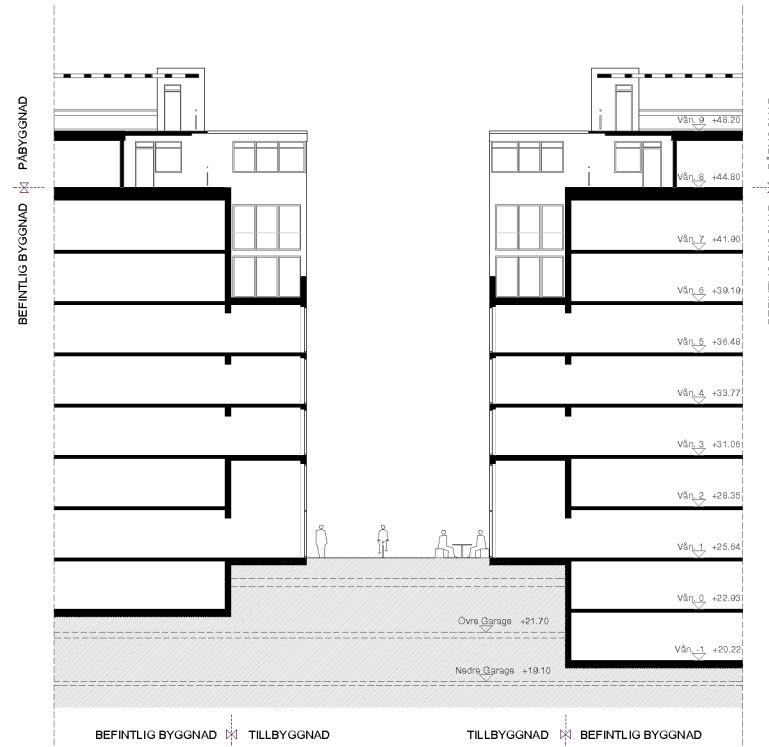 Vån. 9 +48.20
PÅBYGGNAD
Vån. 8 +44.80
BEFINTLIG BYGGNAD
Vån. 7 +41.90
Vån. 6 +39.19
Vån. 5 +36.48
Vån. 4 +33.77
Vån. 3 +31.06
Vån. 2 +28.35
Vån. 1 +25.64
Vån. 0 +22.93
Övre Garage +21.70
Vån. -1 +20.22
Nedre Garage +19.10
BEFINTLIG BYGGNAD
TILLBYGGNAD
TILLBYGGNAD
BEFINTLIG BYGGNAD